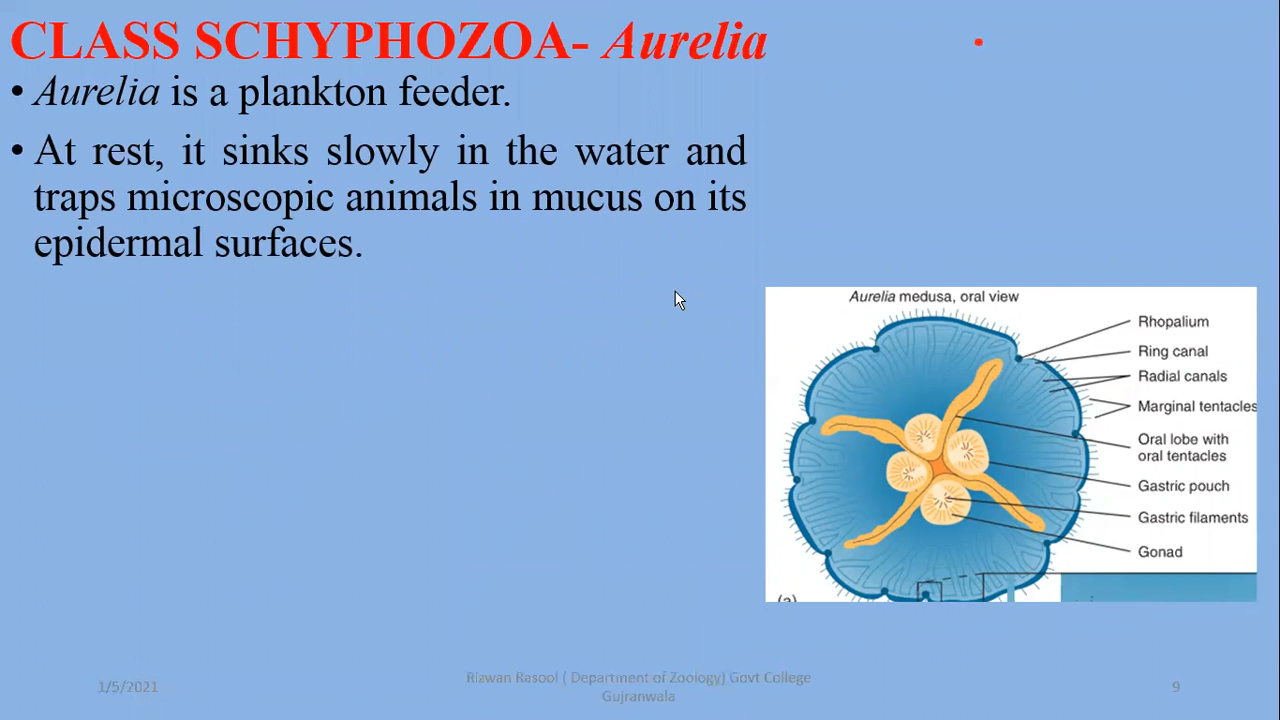 CLASS SCHYPHOZOA- Aurelia
• Aurelia is a plankton feeder.
• At rest, it sinks slowly in the water and
traps microscopic animals in mucus on its
epidermal surfaces.
Aurelia medusa, oral view
Rhopalium
Ring canal
Radial canals
Marginal tentacles
Oral lobe with
oral tentacles
Gastric pouch
Gastric filaments
Gonad
(a)
1/5/2021
Rizwan Rasool ( Department of Zoology) Govt College
Gujranwala
9